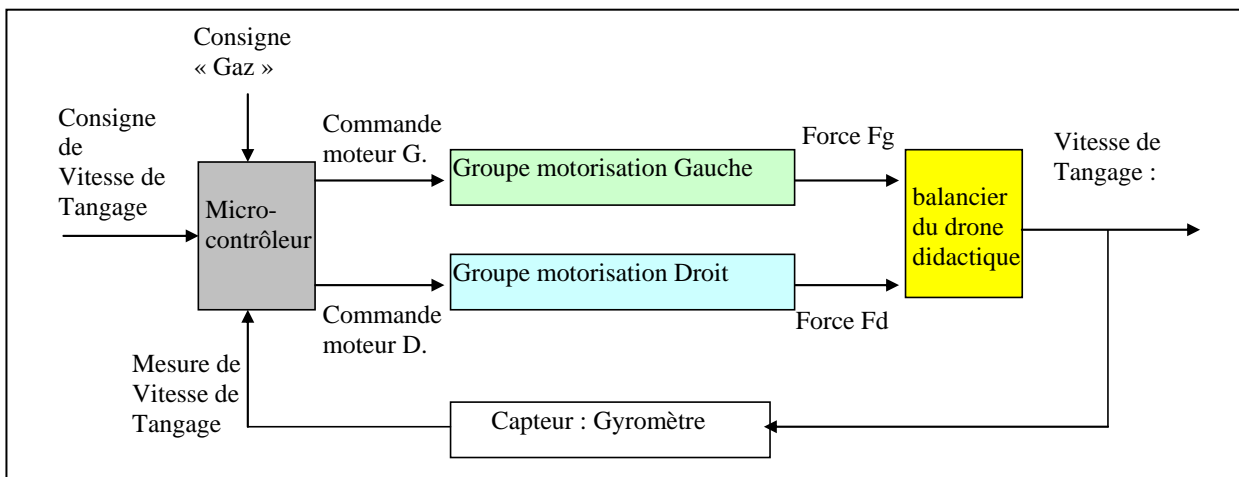 Consigne
« Gaz »
Consigne
de
Vitesse de
Tangage
Commande
moteur G.
Groupe motorisation Gauche
Force Fg
Vitesse de
Tangage :
Micro-
contrôleur
balancier
du drone
didactique
Groupe motorisation Droit
Commande
moteur D.
Force Fd
Mesure de
Vitesse de
Tangage
Capteur : Gyromètre